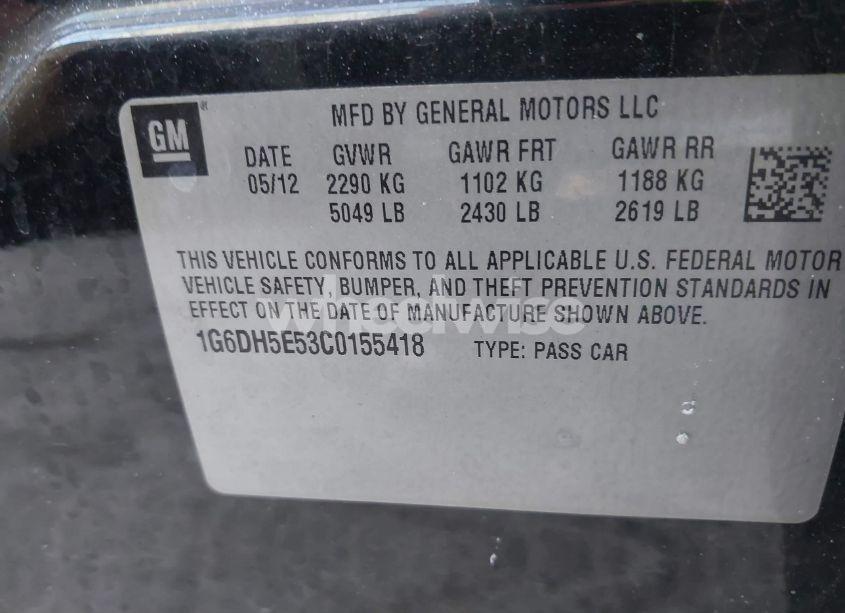 GM
MFD BY GENERAL MOTORS LLC
DATE GVWR GAWR FRT GAWR RR
05/12 2290 KG 1102 KG 1188 KG
5049 LB 2430 LB 2619 LB
THIS VEHICLE CONFORMS TO ALL APPLICABLE U.S. FEDERAL MOTOR
VEHICLE SAFETY, BUMPER, AND THEFT PREVENTION STANDARDS IN
EFFECT ON THE DATE OF MANUFACTURE SHOWN ABOVE.
wheelwise
1G6DH5E53C0155418 TYPE: PASS CAR